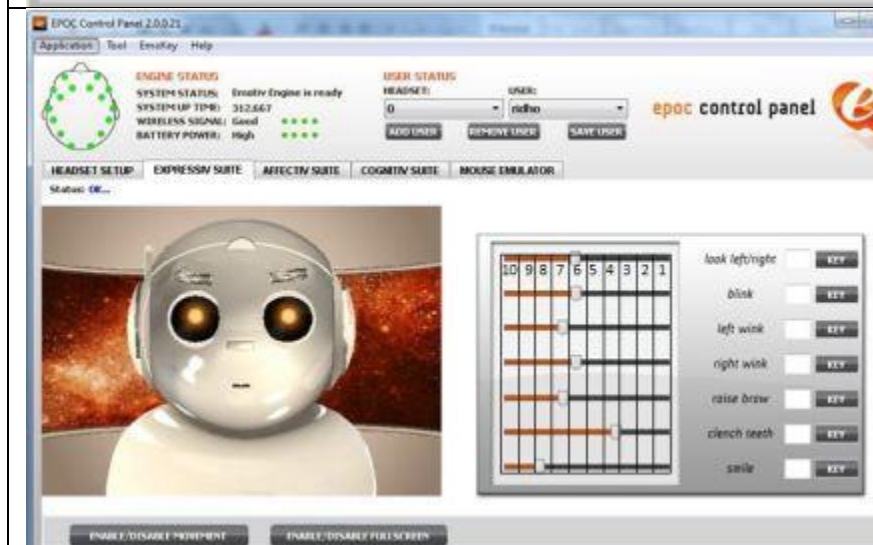 EPOC Control Panel 2.0.0.21
Application Tool EmoKey Help
ENGINE STATUS
SYSTEM STATUS: Emotiv Engine is ready
SYSTEM UP TIME: 312.667
WIRELESS SIGNAL: Good
BATTERY POWER: High
USER STATUS
HEADSET: USER:
0 ridho
ADD USER REMOVE USER SAVE USER
epoc control panel
HEADSET SETUP EXPRESSIV SUITE AFFECTIV SUITE COGNITIV SUITE MOUSE EMULATOR
Status: OK...
10 9 8 7 6 5 4 3 2 1
look left/right KEY
blink KEY
left wink KEY
right wink KEY
raise brow KEY
clench teeth KEY
smile KEY
ENABLE/DISABLE MOVEMENT ENABLE/DISABLE FULLSCREEN